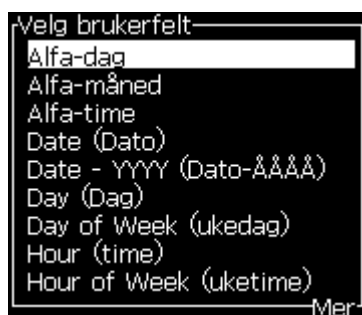 Velg brukerfelt
Alfa-dag
Alfa-måned
Alfa-time
Date (Dato)
Date - YYYY (Dato-ÅÅÅÅ)
Day (Dag)
Day of Week (ukedag)
Hour (time)
Hour of Week (uketime)
Mer